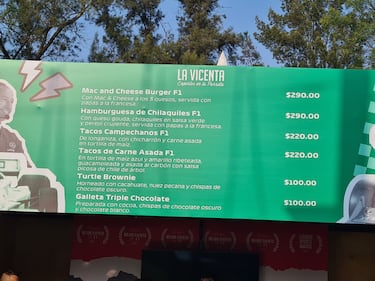 LA VICENTA
Mac and Cheese Burger F1
$290.00
Con Mac & Cheese a los 3 quesos, servida con
papas a la francesa.
Hamburguesa de Chilaquiles F1
$290.00
Con queso gouda, chilaquiles en salsa verde
y perejil crujiente, servida con papas a la francesa.
Tacos Campechanos F1
$220.00
De longaniza, con chicharrón y carne asada
en tortilla de maíz.
Tacos de Carne Asada F1
$220.00
En tortilla de maíz azul y amarillo ribeteada,
guacamoleada y asada al carbón con salsa
picosa de chile de árbol.
Turtle Brownie
$100.00
Horneado con cacahuate, nuez pecana y chispas de
chocolate.
Galleta Triple Chocolate
$100.00
Preparada con cocoa, chispas de chocolate oscuro
y chocolate blanco.